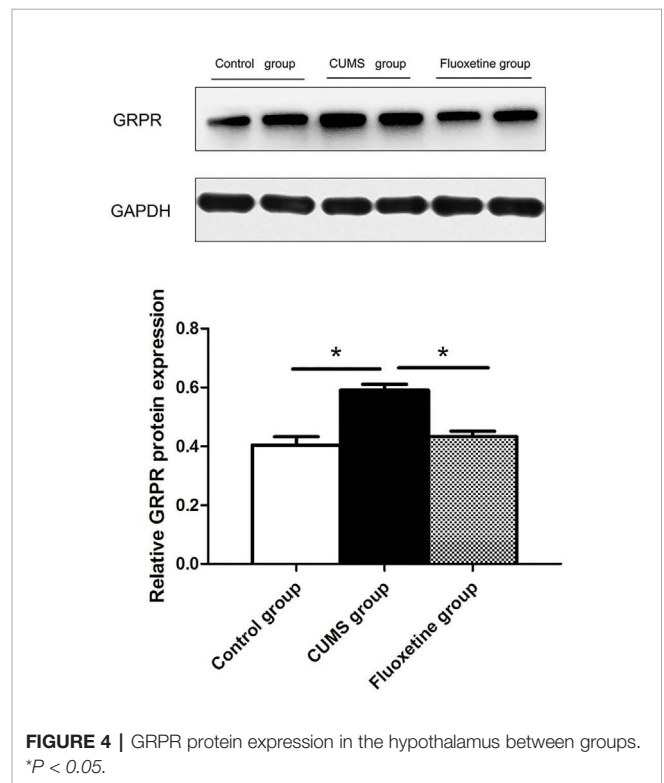 Control group CUMS group Fluoxetine group
GRPR
GAPDH
0.8
0.6
0.4
0.2
0.0
Relative GRPR protein expression
* *
Control group
CUMS group
Fluoxetine group
FIGURE 4 | GRPR protein expression in the hypothalamus between groups.
*P < 0.05.